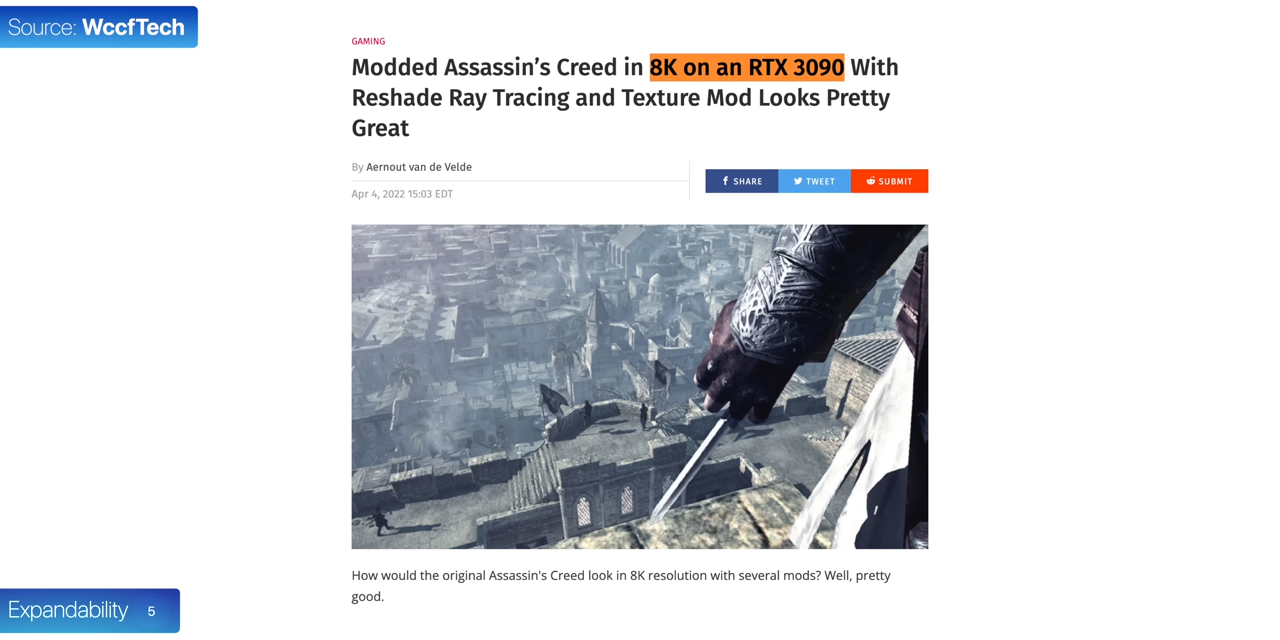 Source: WccfTech
GAMING
Modded Assassin’s Creed in 8K on an RTX 3090 With
Reshade Ray Tracing and Texture Mod Looks Pretty
Great
By Aernout van de Velde
Apr 4, 2022 15:03 EDT
SHARE TWEET SUBMIT
How would the original Assassin's Creed look in 8K resolution with several mods? Well, pretty
good.
Expandability 5